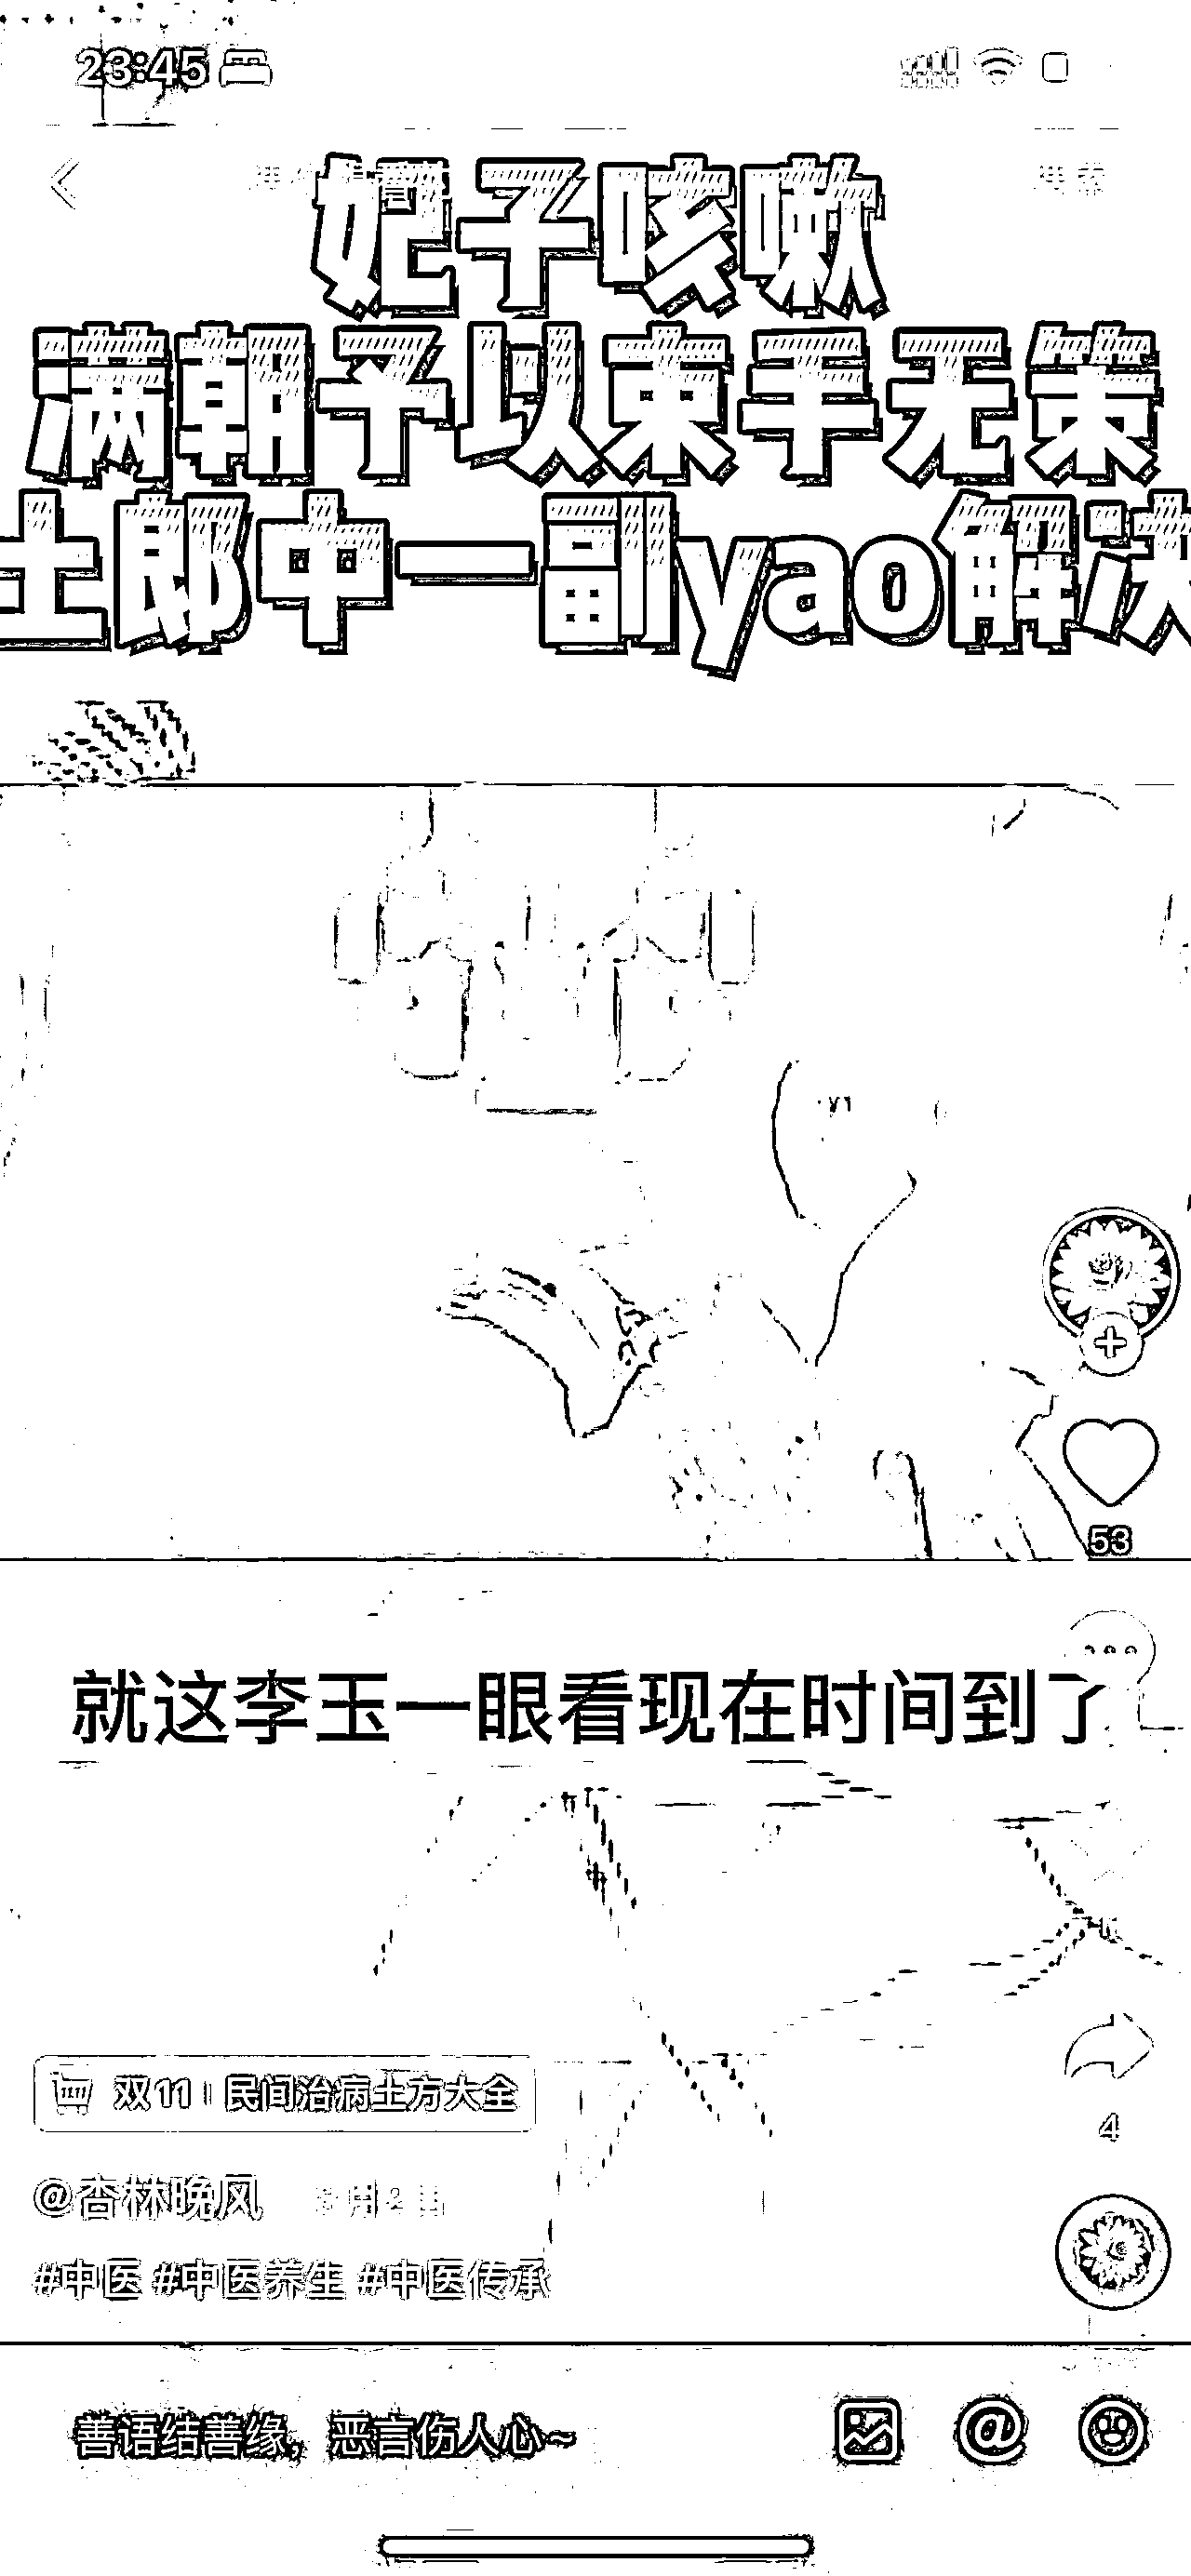 23:45
妃子咳嗽
满朝予以束手无策
土郎中一副yao解决
53
就这李玉一眼看现在时间到了
双11 | 民间治病土方大全
4
@杏林晚风
#中医 #中医养生 #中医传承
善语结善缘，恶言伤人心~